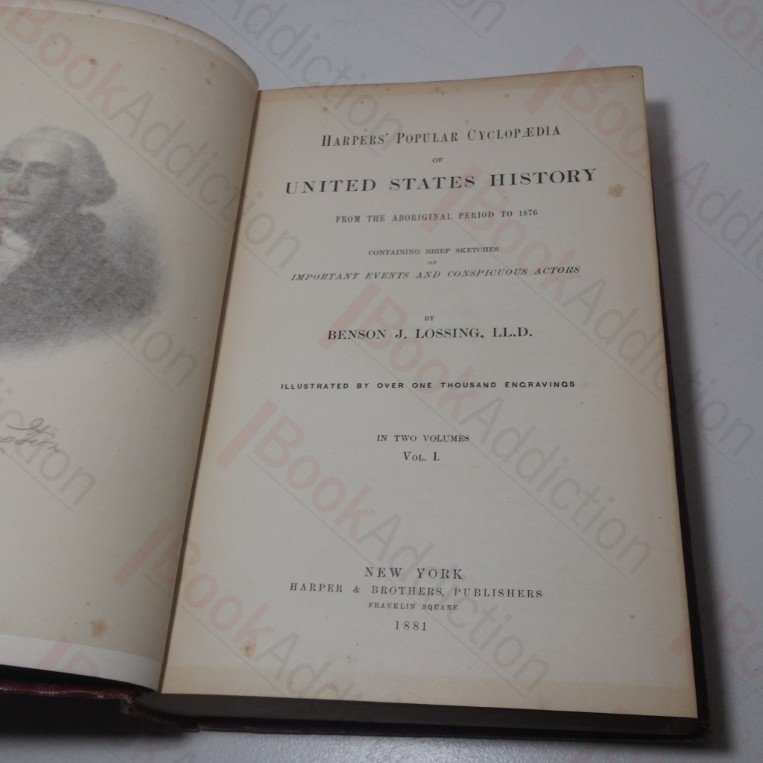 HARPERS' POPULAR CYCLOPÆDIA
OF
UNITED STATES HISTORY
FROM THE ABORIGINAL PERIOD TO 1876
CONTAINING BRIEF SKETCHES
OF
IMPORTANT EVENTS AND CONSPICUOUS ACTORS
BY
BENSON J. LOSSING, LL.D.
ILLUSTRATED BY OVER ONE THOUSAND ENGRAVINGS
IN TWO VOLUMES
VOL. I.
NEW YORK
HARPER & BROTHERS, PUBLISHERS
FRANKLIN SQUARE
1881
BookAddiction